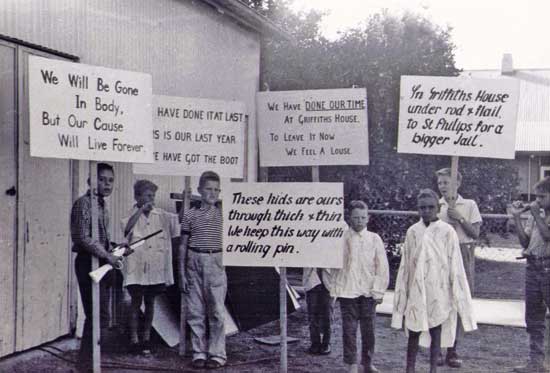 We Will Be Gone
In Body,
But Our Cause
Will Live Forever.
HAVE DONE IT AT LAST
IS IS OUR LAST YEAR
E HAVE GOT THE BOOT
WE HAVE DONE OUR TIME
AT GRIFFITHS HOUSE.
TO LEAVE IT NOW
WE FEEL A LOUSE.
These kids are ours
through thick & thin
We keep this way with
a rolling pin.
In Griffiths House
under rod & Nail,
to St Philips for a
bigger Jail.